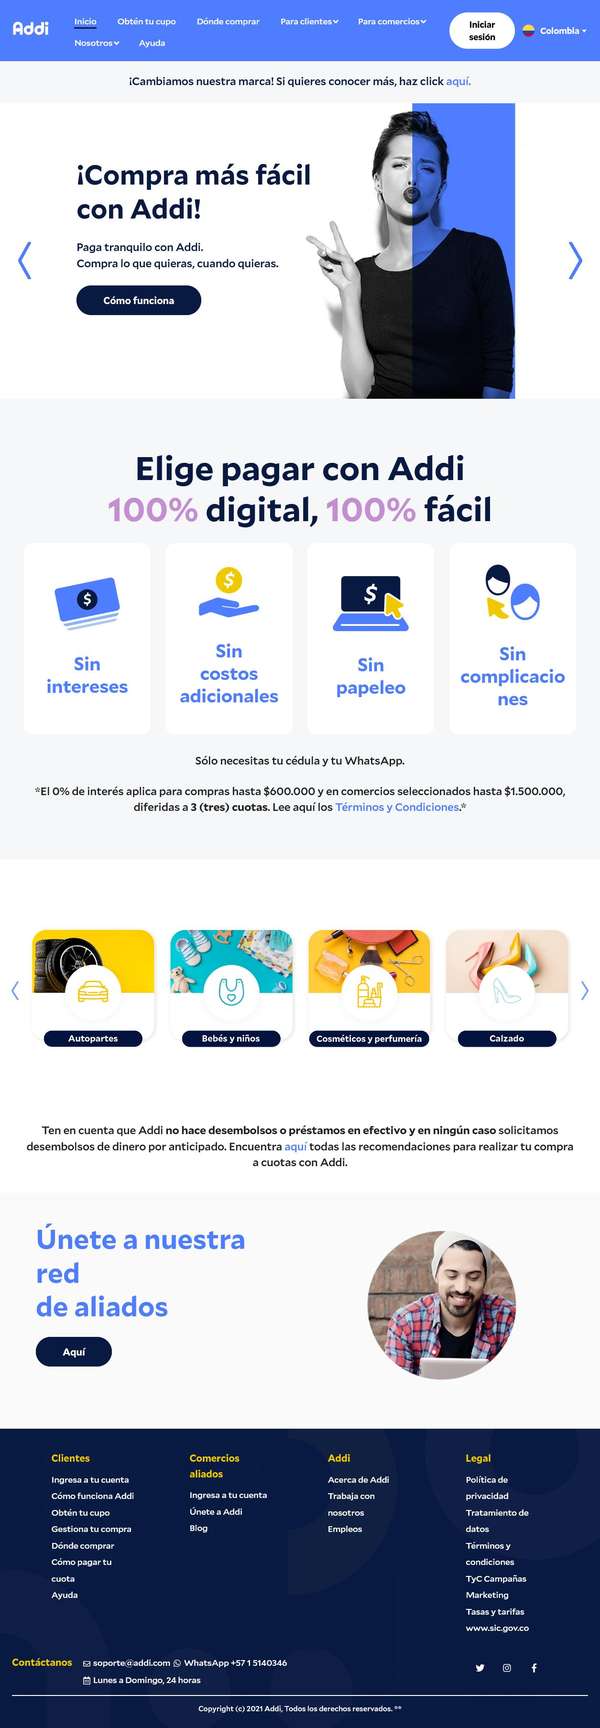 Addi
Inicio
Obtén tu cupo
Dónde comprar
Para clientes
Para comercios
Nosotros
Ayuda
Iniciar
sesión
Colombia
¡Cambiamos nuestra marca! Si quieres conocer más, haz click aquí.
¡Compra más fácil
con Addi!
Paga tranquilo con Addi.
Compra lo que quieras, cuando quieras.
Cómo funciona
Elige pagar con Addi
100% digital, 100% fácil
$
Sin
intereses
$
Sin
costos
adicionales
$
Sin
papeleo
Sin
complicacio
nes
Sólo necesitas tu cédula y tu WhatsApp.
*El 0% de interés aplica para compras hasta $600.000 y en comercios seleccionados hasta $1.500.000,
diferidas a 3 (tres) cuotas. Lee aquí los Términos y Condiciones.*
Autopartes
Bebés y niños
Cosméticos y perfumería
Calzado
Ten en cuenta que Addi no hace desembolsos o préstamos en efectivo y en ningún caso solicitamos
desembolsos de dinero por anticipado. Encuentra aquí todas las recomendaciones para realizar tu compra
a cuotas con Addi.
Únete a nuestra
red
de aliados
Aquí
Clientes
Ingresa a tu cuenta
Cómo funciona Addi
Obtén tu cupo
Gestiona tu compra
Dónde comprar
Cómo pagar tu
cuota
Ayuda
Comercios
aliados
Ingresa a tu cuenta
Únete a Addi
Blog
Addi
Acerca de Addi
Trabaja con
nosotros
Empleos
Legal
Política de
privacidad
Tratamiento de
datos
Términos y
condiciones
TyC Campañas
Marketing
Tasas y tarifas
www.sic.gov.co
Contáctanos
soporte@addi.com
WhatsApp +57 1 5140346
Lunes a Domingo, 24 horas
Copyright (c) 2021 Addi, Todos los derechos reservados. **